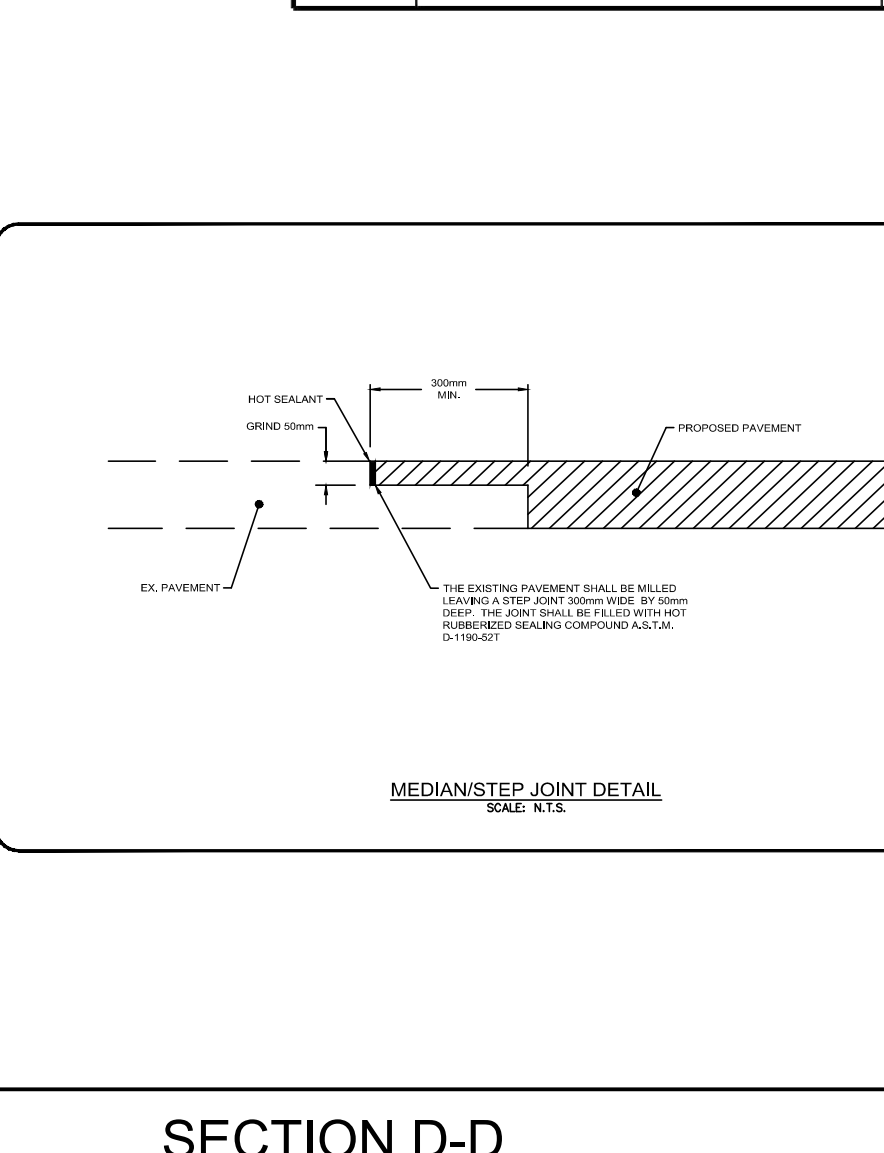 300mm
MIN.
HOT SEALANT
GRIND 50mm
PROPOSED PAVEMENT
EX. PAVEMENT
THE EXISTING PAVEMENT SHALL BE MILLED
LEAVING A STEP JOINT 300mm WIDE BY 50mm
DEEP. THE JOINT SHALL BE FILLED WITH HOT
RUBBERIZED SEALING COMPOUND A.S.T.M.
D-1190-52T
MEDIAN/STEP JOINT DETAIL
SCALE: N.T.S.
SECTION D-D